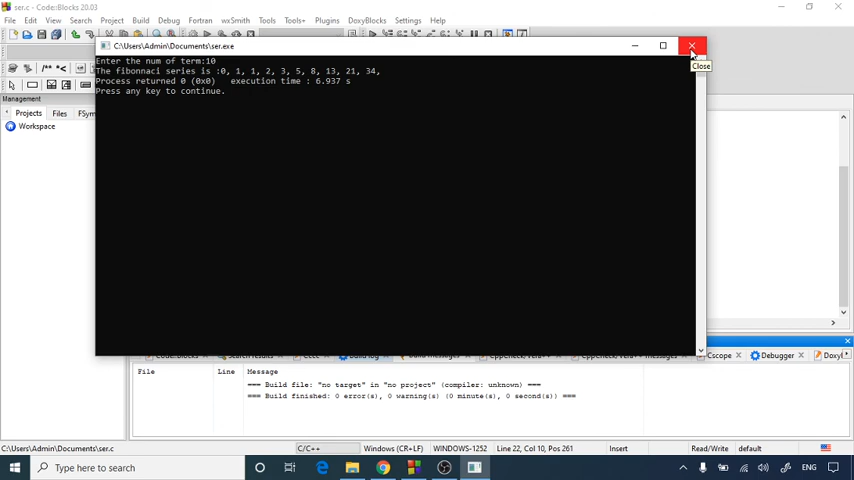 ser.c - Code::Blocks 20.03
File Edit View Search Project Build Debug Fortran wxSmith Tools Tools+ Plugins DoxyBlocks Settings Help
C:\Users\Admin\Documents\ser.exe
Close
Enter the num of term:10
The fibonnaci series is :0, 1, 1, 2, 3, 5, 8, 13, 21, 34,
Process returned 0 (0x0) execution time : 6.937 s
Press any key to continue.
/** *<
Management
Projects Files FSym
Workspace
Cscope Debugger Doxyl
File Line Message
=== Build file: "no target" in "no project" (compiler: unknown) ===
=== Build finished: 0 error(s), 0 warning(s) (0 minute(s), 0 second(s)) ===
C:\Users\Admin\Documents\ser.c C/C++ Windows (CR+LF) WINDOWS-1252 Line 22, Col 10, Pos 261 Insert Read/Write default
Type here to search
ENG